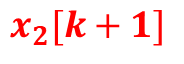 x₂[k + 1]